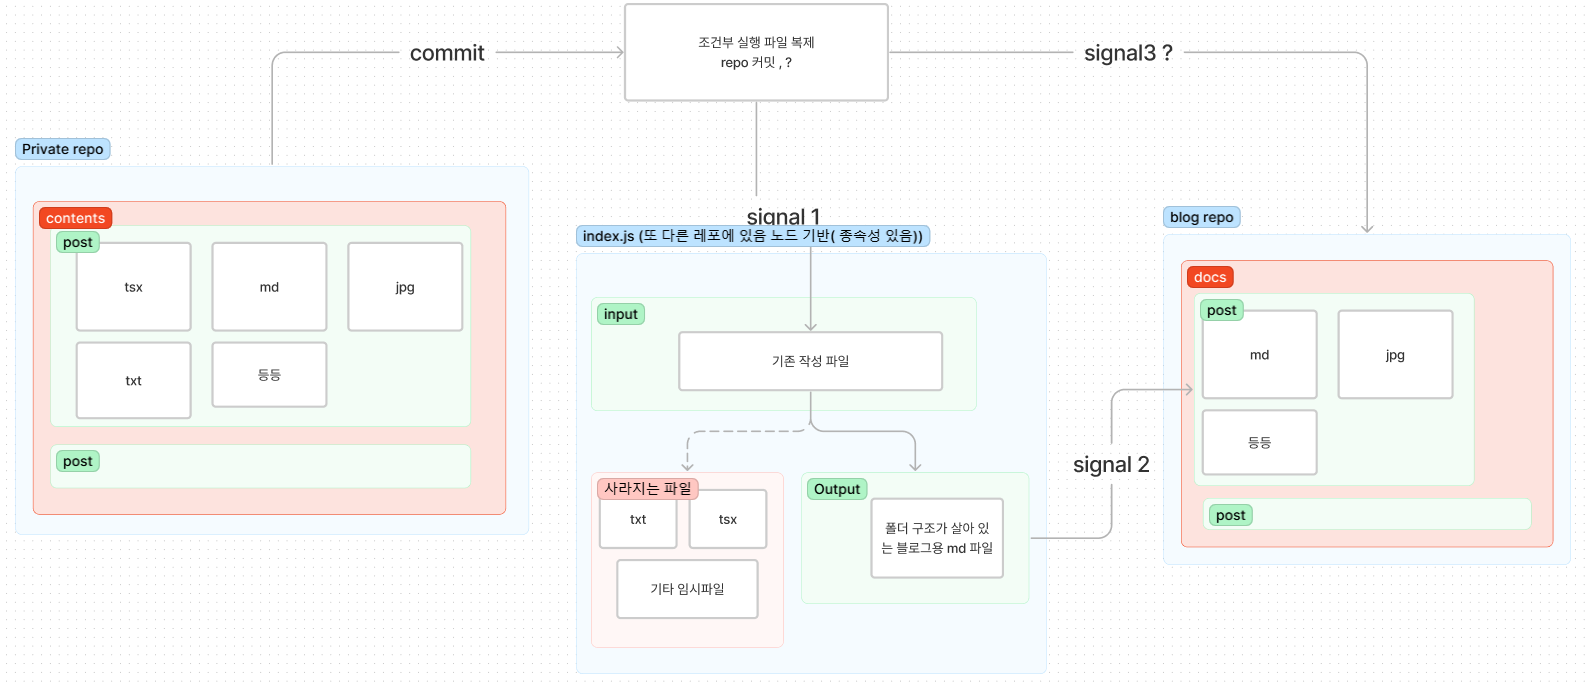 조건부 실행 파일 복제
repo 커밋 , ?
commit
signal3 ?
Private repo
contents
post
tsx
md
jpg
txt
등등
post
signal 1
index.js (또 다른 레포에 있음 노드 기반( 종속성 있음))
input
기존 작성 파일
사라지는 파일
txt
tsx
기타 임시파일
Output
폴더 구조가 살아 있
는 블로그용 md 파일
signal 2
blog repo
docs
post
md
jpg
등등
post